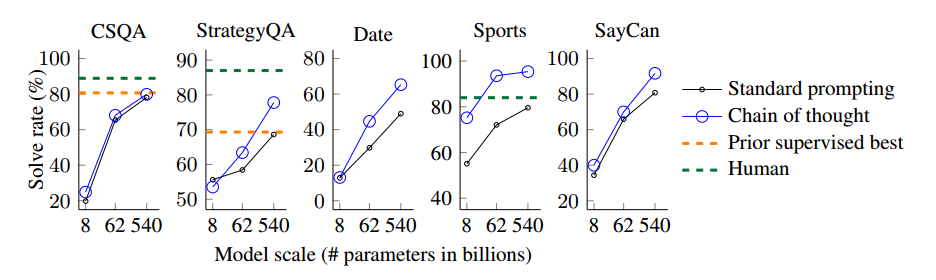 CSQA
StrategyQA
Date
Sports
SayCan
Solve rate (%)
100
80
60
40
20
8 62 540
90
80
70
60
50
8 62 540
80
60
40
20
0
8 62 540
100
80
60
40
8 62 540
100
80
60
40
20
8 62 540
Model scale (# parameters in billions)
Standard prompting
Chain of thought
Prior supervised best
Human